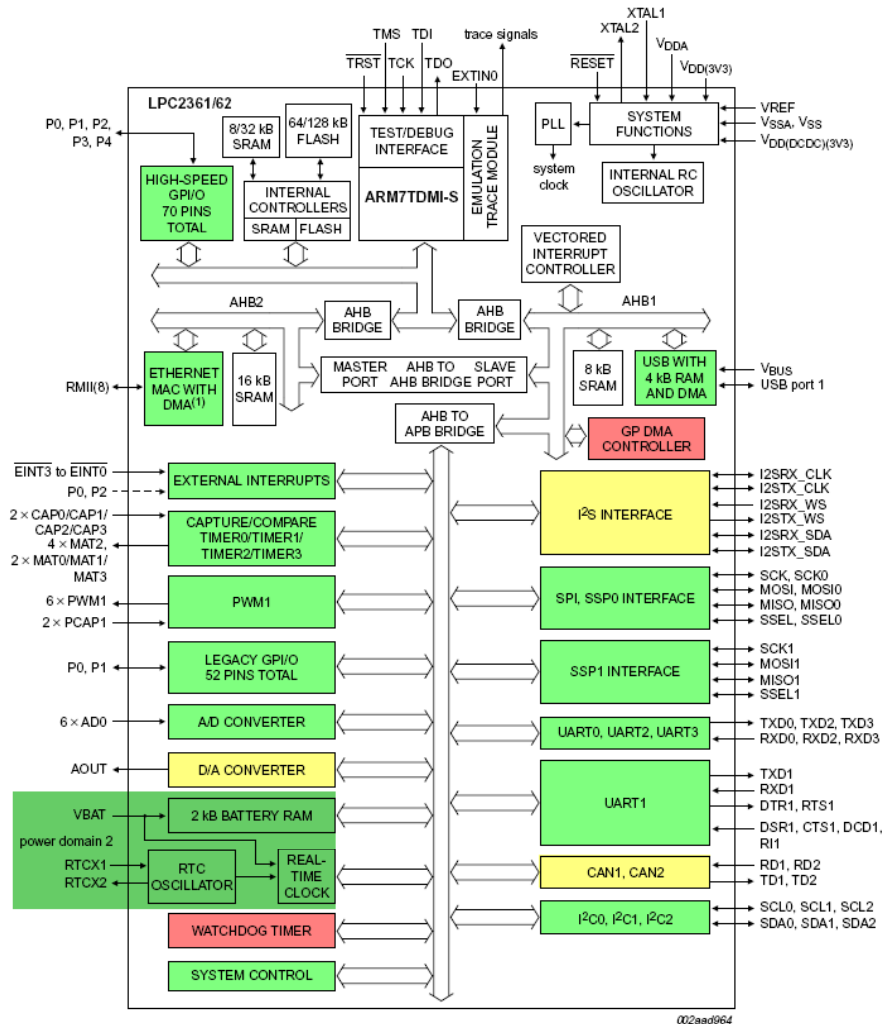 XTAL1
TMS TDI trace signals XTAL2
VDDA
TRST TCK TDO RESET VDD(3V3)
EXTIN0
LPC2361/62
P0, P1, P2,
P3, P4
8/32 kB
SRAM
64/128 kB
FLASH
TEST/DEBUG
INTERFACE
EMULATION
TRACE MODULE
PLL
SYSTEM
FUNCTIONS
VREF
VSSA, VSS
VDD(DCDC)(3V3)
HIGH-SPEED
GPI/O
70 PINS
TOTAL
INTERNAL
CONTROLLERS
SRAM FLASH
ARM7TDMI-S
system
clock
INTERNAL RC
OSCILLATOR
VECTORED
INTERRUPT
CONTROLLER
AHB2
AHB
BRIDGE
AHB
BRIDGE
AHB1
RMII(8)
ETHERNET
MAC WITH
DMA(1)
16 kB
SRAM
MASTER AHB TO SLAVE
PORT AHB BRIDGE PORT
8 kB
SRAM
USB WITH
4 kB RAM
AND DMA
VBUS
USB port 1
AHB TO
APB BRIDGE
GP DMA
CONTROLLER
EINT3 to EINT0
P0, P2
EXTERNAL INTERRUPTS
2 × CAP0/CAP1/
CAP2/CAP3
4 × MAT2,
2 × MAT0/MAT1/
MAT3
CAPTURE/COMPARE
TIMER0/TIMER1/
TIMER2/TIMER3
6 × PWM1
2 × PCAP1
PWM1
P0, P1
LEGACY GPI/O
52 PINS TOTAL
6 × AD0
A/D CONVERTER
AOUT
D/A CONVERTER
VBAT
2 kB BATTERY RAM
power domain 2
RTCX1
RTCX2
RTC
OSCILLATOR
REAL-
TIME
CLOCK
WATCHDOG TIMER
SYSTEM CONTROL
I2S INTERFACE
I2SRX_CLK
I2STX_CLK
I2SRX_WS
I2STX_WS
I2SRX_SDA
I2STX_SDA
SPI, SSP0 INTERFACE
SCK, SCK0
MOSI, MOSI0
MISO, MISO0
SSEL, SSEL0
SSP1 INTERFACE
SCK1
MOSI1
MISO1
SSEL1
UART0, UART2, UART3
TXD0, TXD2, TXD3
RXD0, RXD2, RXD3
UART1
TXD1
RXD1
DTR1, RTS1
DSR1, CTS1, DCD1,
RI1
CAN1, CAN2
RD1, RD2
TD1, TD2
I2C0, I2C1, I2C2
SCL0, SCL1, SCL2
SDA0, SDA1, SDA2
002aad964